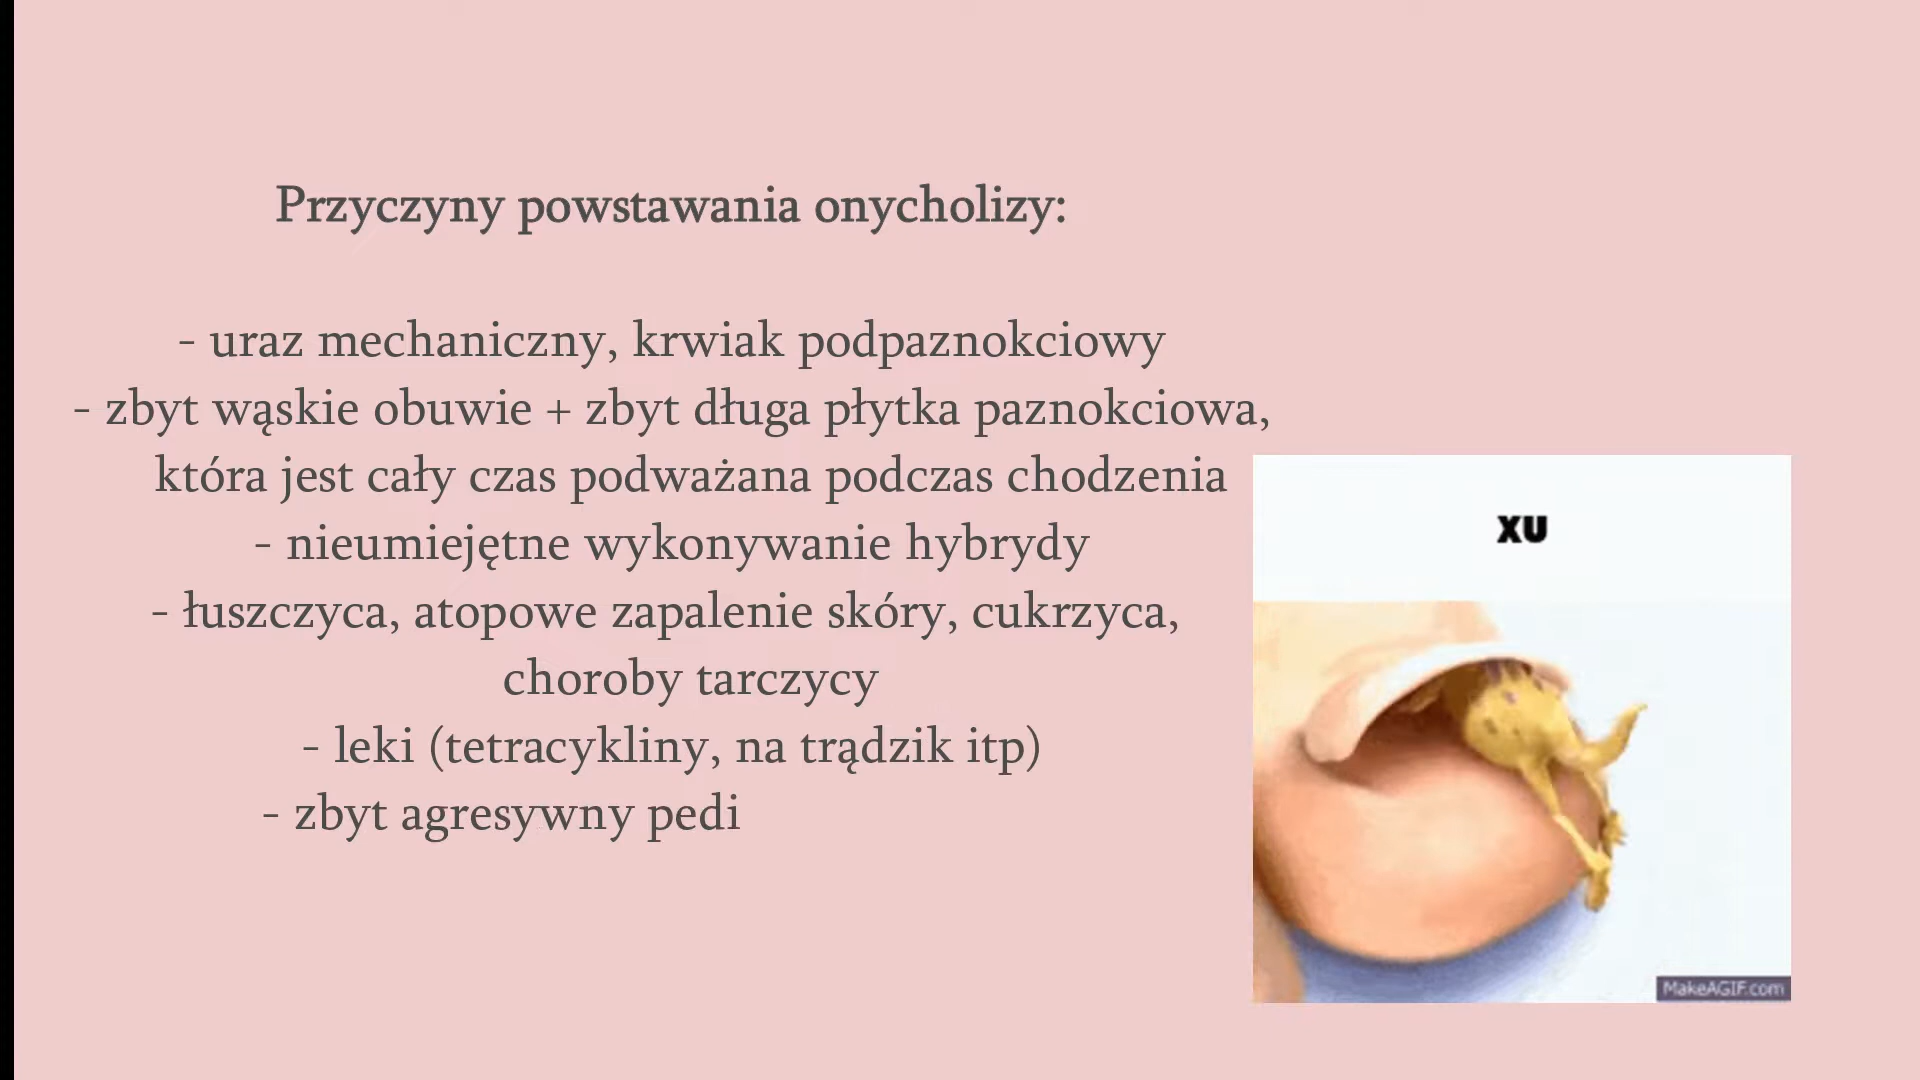 Przyczyny powstawania onycholizy:
- uraz mechaniczny, krwiak podpaznokciowy
- zbyt wąskie obuwie + zbyt długa płytka paznokciowa,
która jest cały czas podważana podczas chodzenia
- nieumiejętne wykonywanie hybrydy
- łuszczyca, atopowe zapalenie skóry, cukrzyca,
choroby tarczycy
- leki (tetracykliny, na trądzik itp)
- zbyt agresywny pedi
XU
MakeAGIF.com